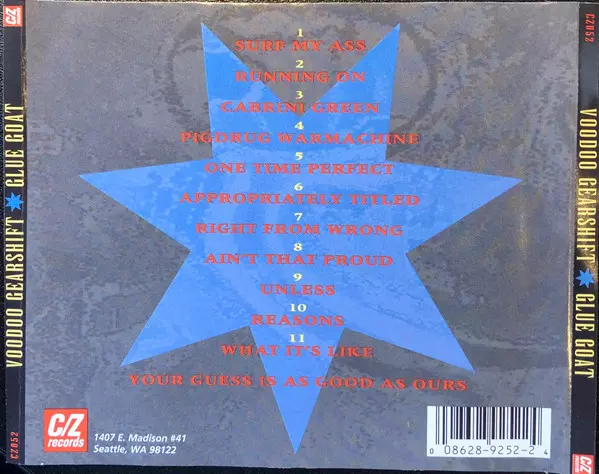 C/Z
records
CZ052
VOODOO GEARSHIFT ✷ GLUE GOAT
CZ052
1
SURF MY ASS
2
RUNNING ON
3
CABRINI-GREEN
4
PIGDRUG WARMACHINE
5
ONE TIME PERFECT
6
APPROPRIATELY TITLED
7
RIGHT FROM WRONG
8
AIN'T THAT PROUD
9
UNLESS
10
REASONS
11
WHAT IT'S LIKE
YOUR GUESS IS AS GOOD AS OURS
C/Z
records
1407 E. Madison #41
Seattle, WA 98122
0 08628-9252-2 4
VOODOO GEARSHIFT ✷ GLUE GOAT
C/Z
records